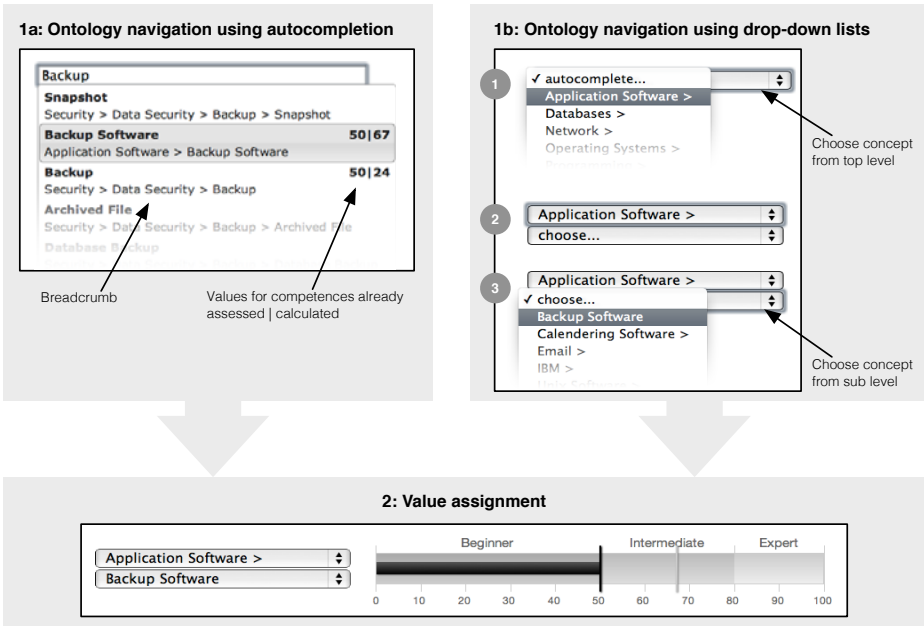 1a: Ontology navigation using autocompletion
Backup
Snapshot
Security > Data Security > Backup > Snapshot
Backup Software 50|67
Application Software > Backup Software
Backup 50|24
Security > Data Security > Backup
Archived File
Security > Data Security > Backup > Archived File
Database Backup
Breadcrumb
Values for competences already
assessed | calculated
1b: Ontology navigation using drop-down lists
1
✓ autocomplete...
Application Software >
Databases >
Network >
Operating Systems >
Programming >
Choose concept
from top level
2
Application Software >
choose...
3
Application Software >
✓ choose...
Backup Software
Calendering Software >
Email >
IBM >
Unix Software >
Choose concept
from sub level
2: Value assignment
Application Software >
Backup Software
Beginner Intermediate Expert
0 10 20 30 40 50 60 70 80 90 100